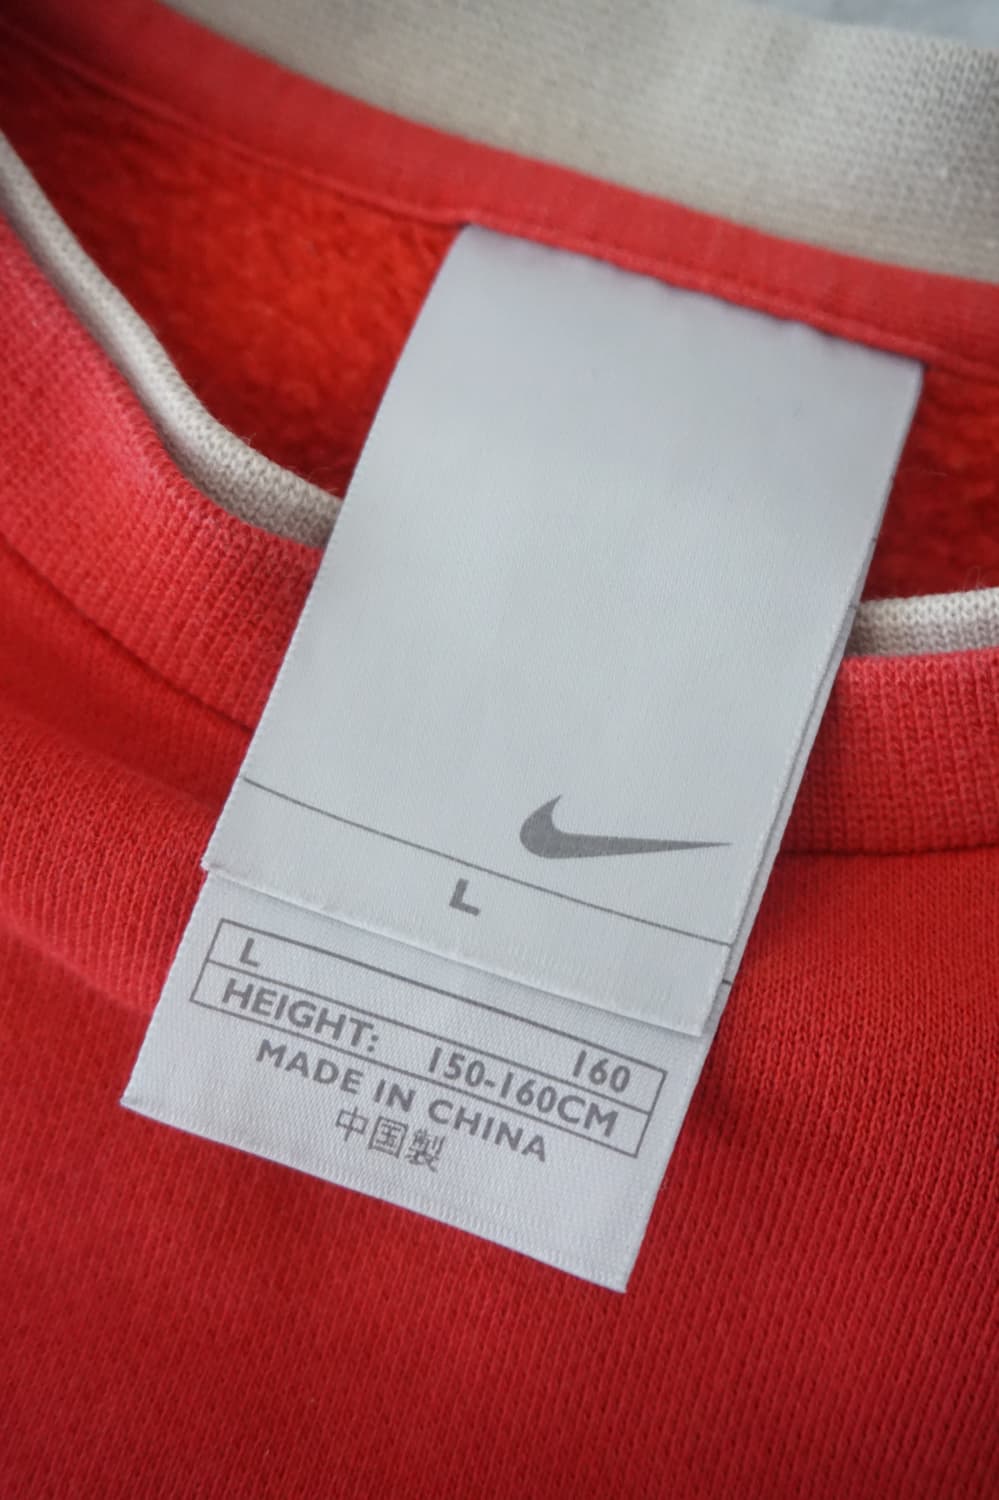 L
L 160
HEIGHT: 150-160CM
MADE IN CHINA
中国製